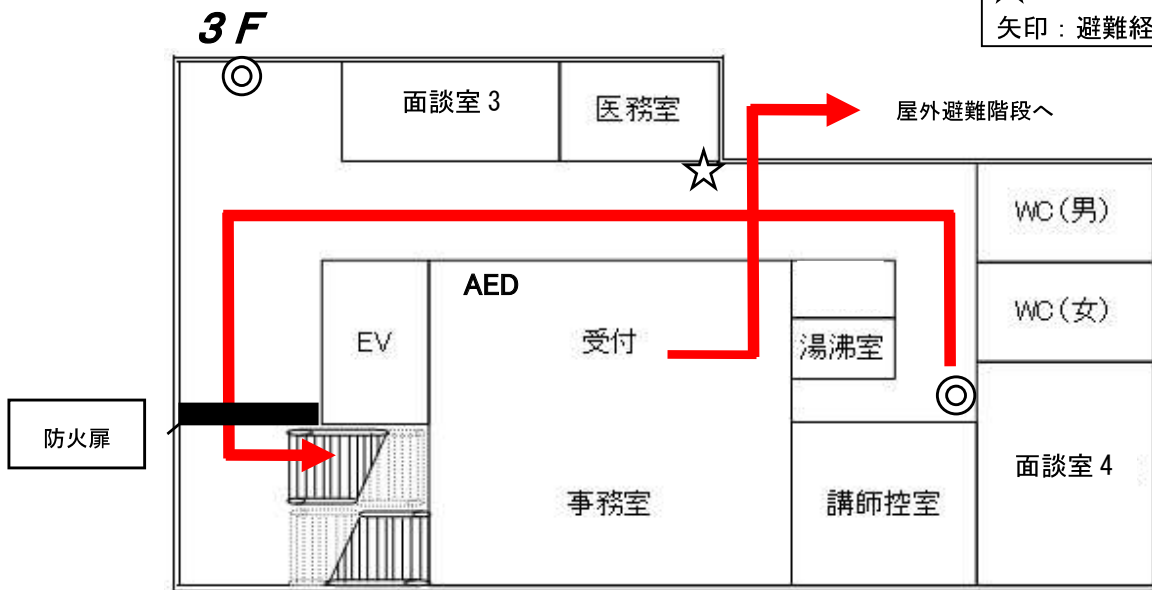 3F
矢印：避難経
面談室3
医務室
屋外避難階段へ
WC(男)
AED
WC(女)
EV
受付
湯沸室
防火扉
面談室4
事務室
講師控室